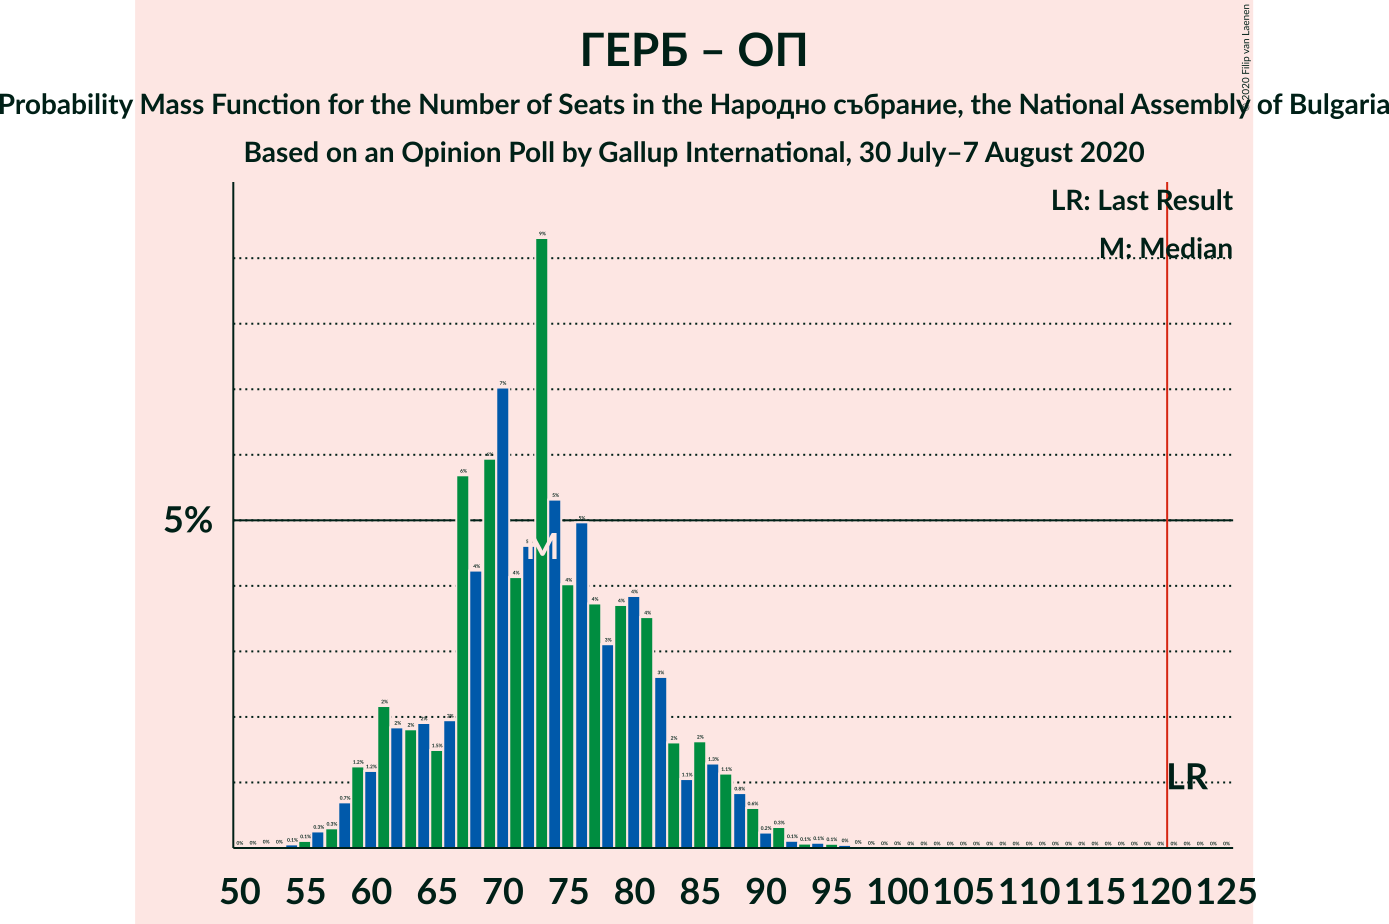 ГЕРБ – ОП
© 2020 Filip van Laenen
Probability Mass Function for the Number of Seats in the Народно събрание, the National Assembly of Bulgaria
Based on an Opinion Poll by Gallup International, 30 July–7 August 2020
LR: Last Result
M: Median
5%
M
LR
50 55 60 65 70 75 80 85 90 95 100 105 110 115 120 125